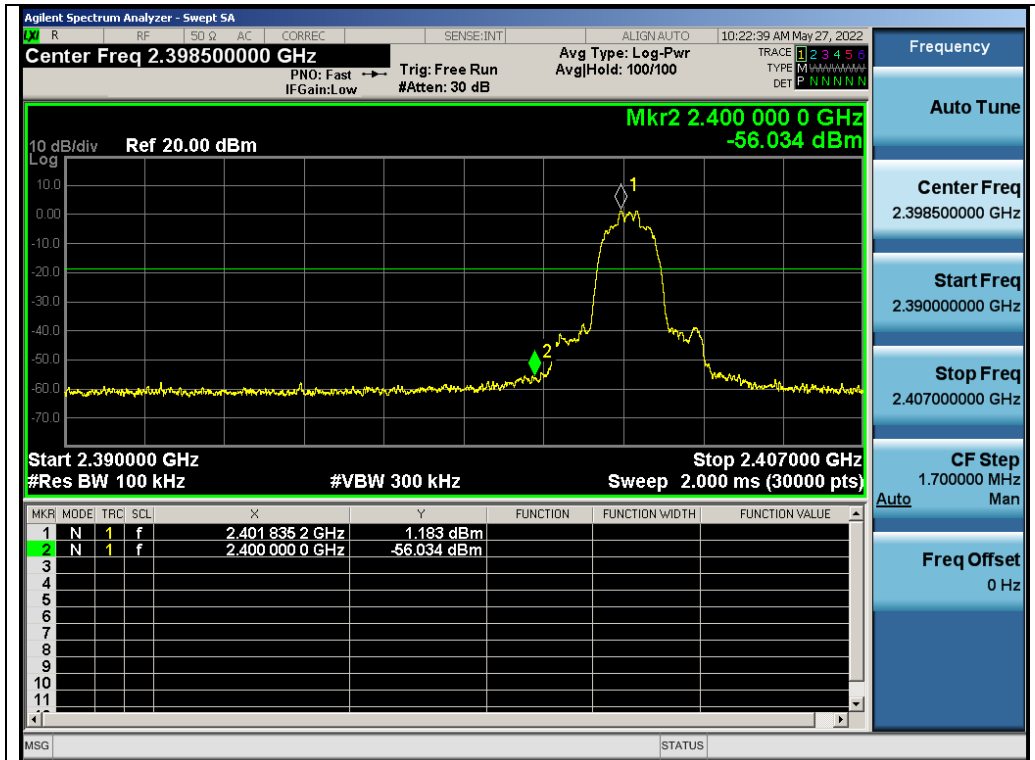 Agilent Spectrum Analyzer - Swept SA
LXI R RF 50 Ω AC CORREC SENSE:INT ALIGN AUTO 10:22:39 AM May 27, 2022
Center Freq 2.398500000 GHz
PNO: Fast
IFGain:Low
Trig: Free Run
#Atten: 30 dB
Avg Type: Log-Pwr
Avg|Hold: 100/100
TRACE 1 2 3 4 5 6
TYPE M W W W W W
DET P N N N N N
Mkr2 2.400 000 0 GHz
-56.034 dBm
10 dB/div Ref 20.00 dBm
Log
10.0
0.00
-10.0
-20.0
-30.0
-40.0
-50.0
-60.0
-70.0
1
2
Start 2.390000 GHz Stop 2.407000 GHz
#Res BW 100 kHz #VBW 300 kHz Sweep 2.000 ms (30000 pts)
MKR MODE TRC SCL X Y FUNCTION FUNCTION WIDTH FUNCTION VALUE
1 N 1 f 2.401 835 2 GHz 1.183 dBm
2 N 1 f 2.400 000 0 GHz -56.034 dBm
3
4
5
6
7
8
9
10
11
MSG STATUS
Frequency
Auto Tune
Center Freq
2.398500000 GHz
Start Freq
2.390000000 GHz
Stop Freq
2.407000000 GHz
CF Step
1.700000 MHz
Auto Man
Freq Offset
0 Hz